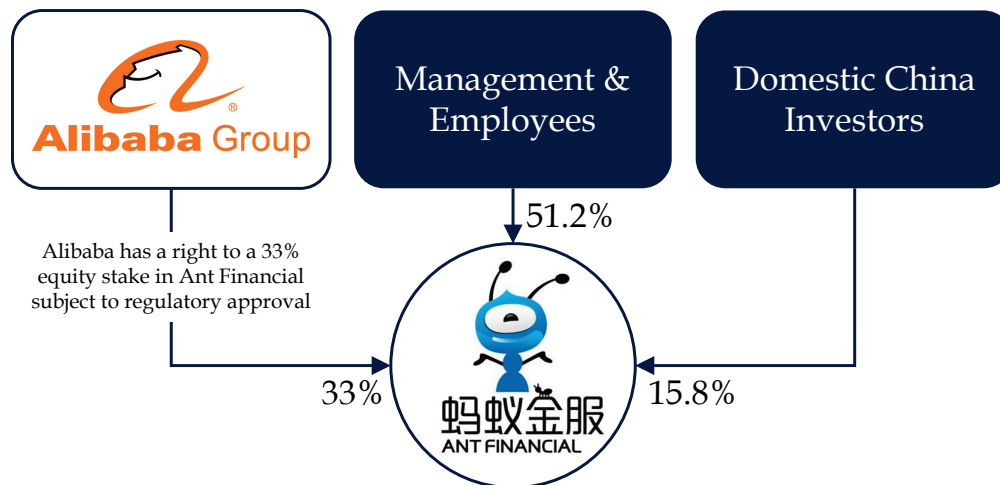 Alibaba Group
®
Management &
Employees
Domestic China
Investors
51.2%
Alibaba has a right to a 33%
equity stake in Ant Financial
subject to regulatory approval
33%
15.8%
蚂蚁金服
ANT FINANCIAL